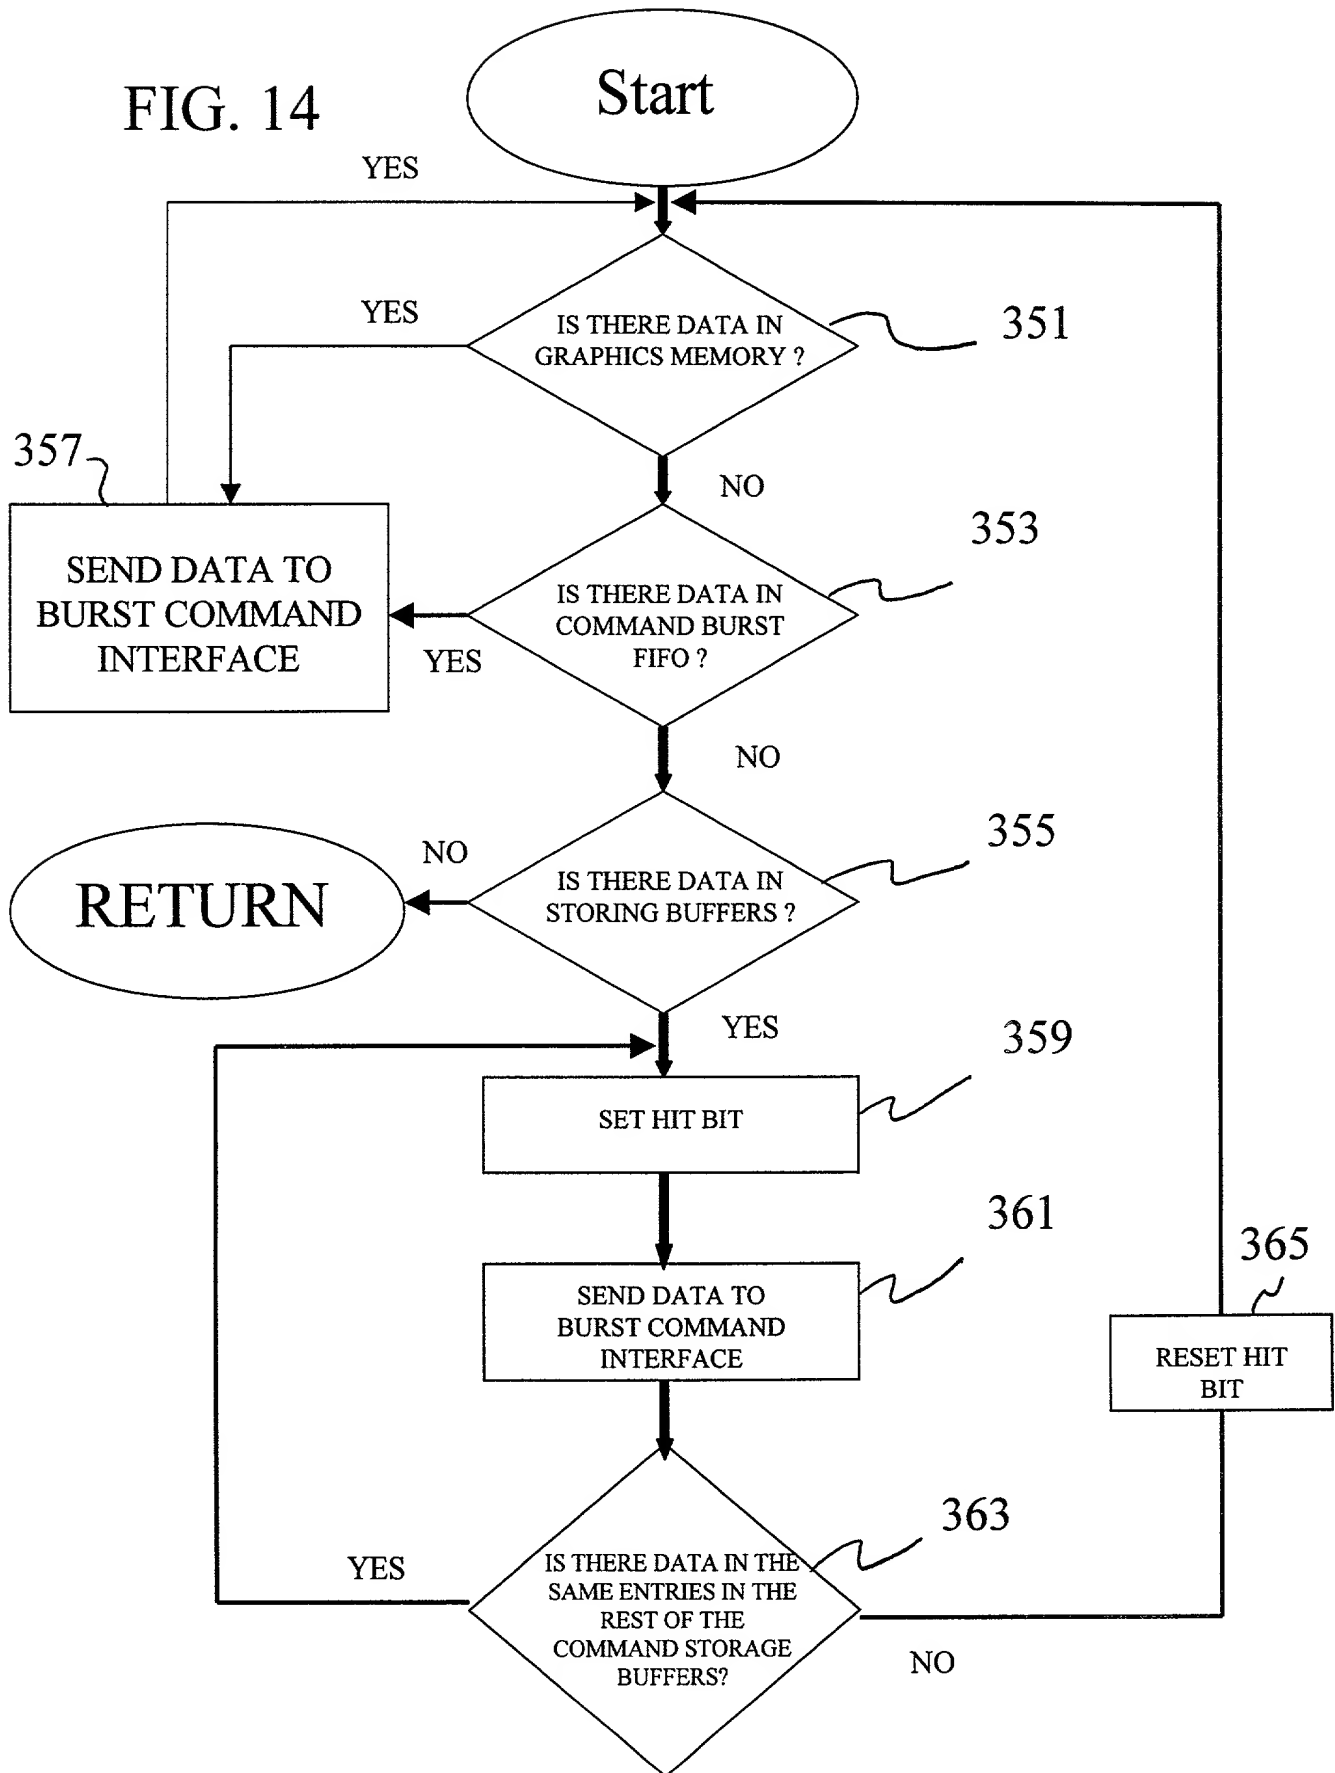 FIG. 14
Start
YES
YES
IS THERE DATA IN
GRAPHICS MEMORY ?
351
357
NO
SEND DATA TO
BURST COMMAND
INTERFACE
353
IS THERE DATA IN
COMMAND BURST
FIFO ?
YES
NO
355
NO
RETURN
IS THERE DATA IN
STORING BUFFERS ?
YES
359
SET HIT BIT
361
SEND DATA TO
BURST COMMAND
INTERFACE
365
RESET HIT
BIT
363
YES
IS THERE DATA IN THE
SAME ENTRIES IN THE
REST OF THE
COMMAND STORAGE
BUFFERS?
NO